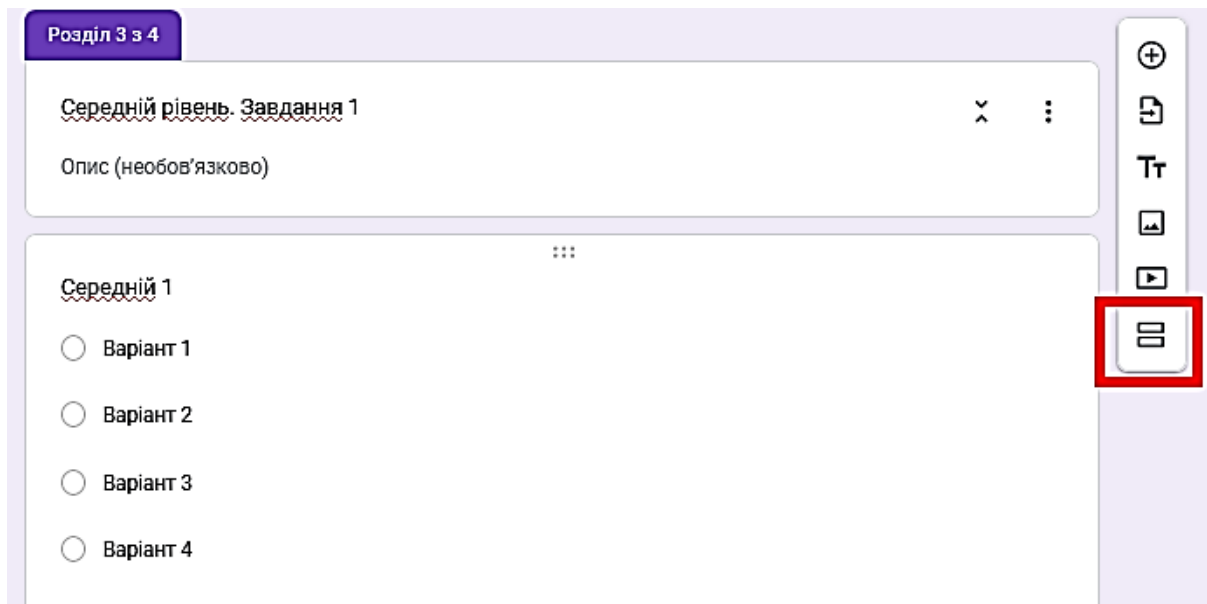 Розділ 3 з 4
Середній рівень. Завдання 1
Опис (необов'язково)
Середній 1
Варіант 1
Варіант 2
Варіант 3
Варіант 4
Тт